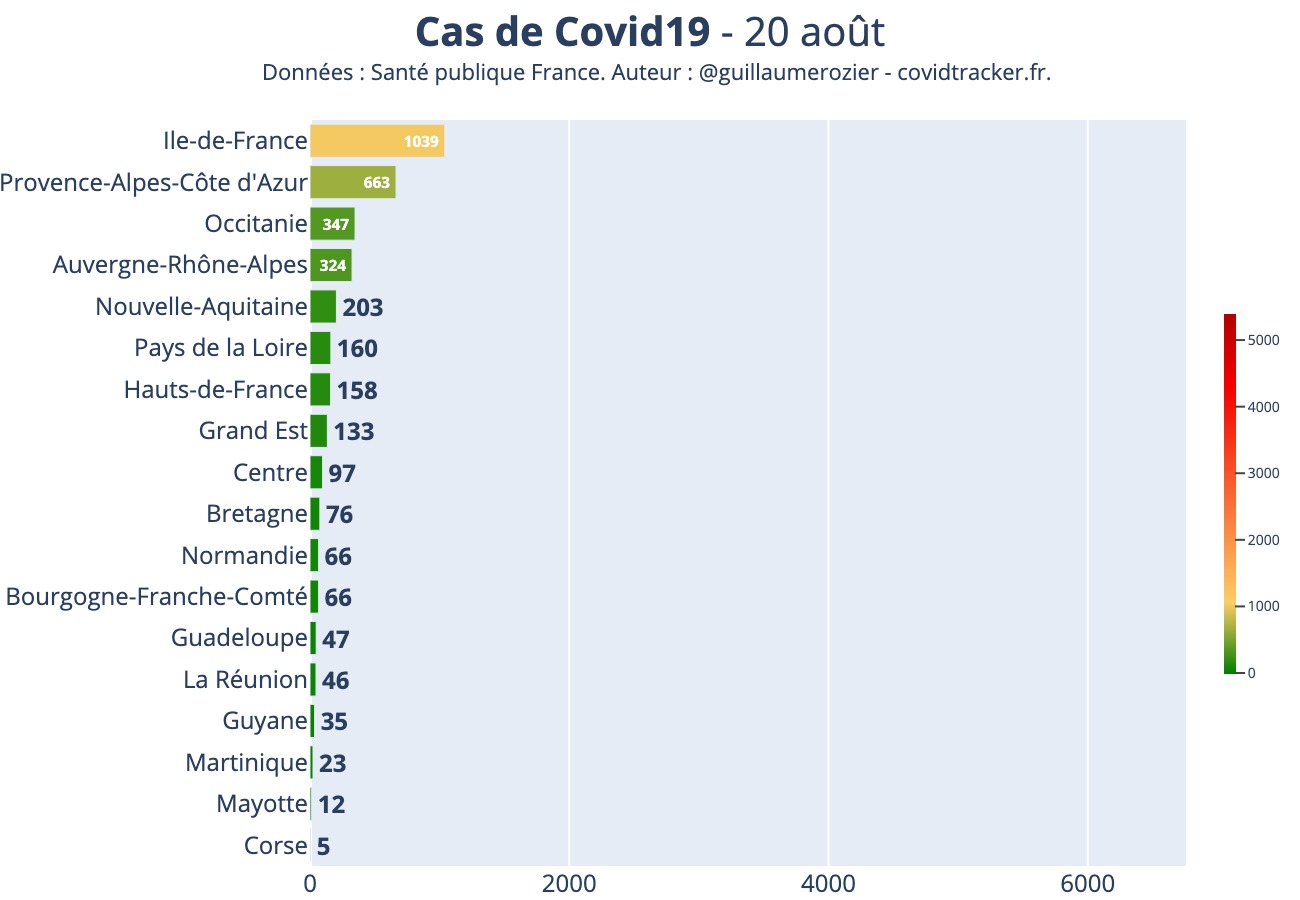 Cas de Covid19 - 20 août
Données : Santé publique France. Auteur : @guillaumerozier - covidtracker.fr.
Ile-de-France 1039
Provence-Alpes-Côte d'Azur 663
Occitanie 347
Auvergne-Rhône-Alpes 324
Nouvelle-Aquitaine 203
Pays de la Loire 160
Hauts-de-France 158
Grand Est 133
Centre 97
Bretagne 76
Normandie 66
Bourgogne-Franche-Comté 66
Guadeloupe 47
La Réunion 46
Guyane 35
Martinique 23
Mayotte 12
Corse 5
0 2000 4000 6000
5000
4000
3000
2000
1000
0